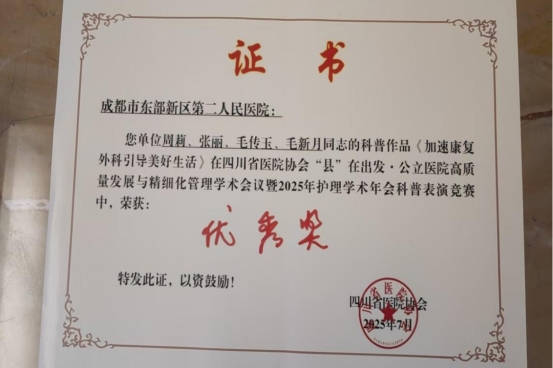 证书
成都市东部新区第二人民医院：
您单位周莉、张丽、毛传玉、毛新月同志的科普作品《加速康复
外科引导美好生活》在四川省医院协会“县”在出发·公立医院高质
量发展与精细化管理学术会议暨2025年护理学术年会科普表演竞赛
中，荣获：
优秀奖
特发此证，以资鼓励！
四川省医院协会
2025年7月